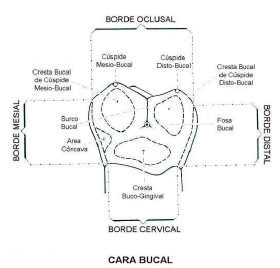 BORDE OCLUSAL
Cúspide
Mesio-Bucal
Cúspide
Disto-Bucal
Cresta Bucal
de Cúspide
Mesio-Bucal
Cresta Bucal
de Cúspide
Disto-Bucal
BORDE MESIAL
Surco
Bucal
Fosa
Bucal
BORDE DISTAL
Area
Cóncava
Cresta
Buco-Gingival
BORDE CERVICAL
CARA BUCAL